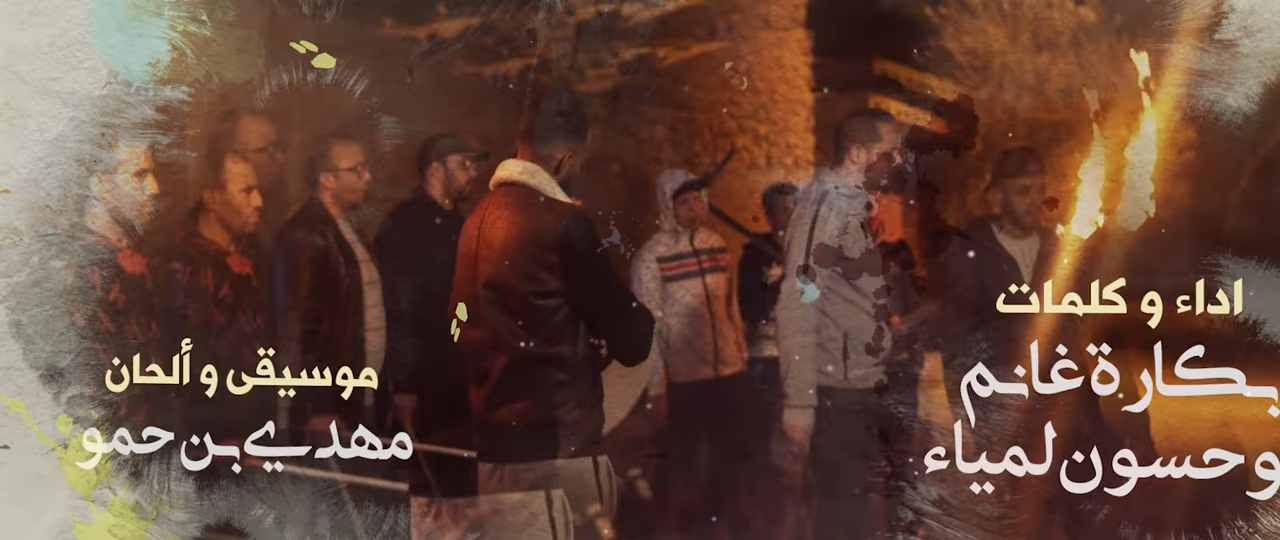 اداء و كلمات
بكارة غانم
وحسون لمياء
موسيقى و ألحان
مهدي بن حمو